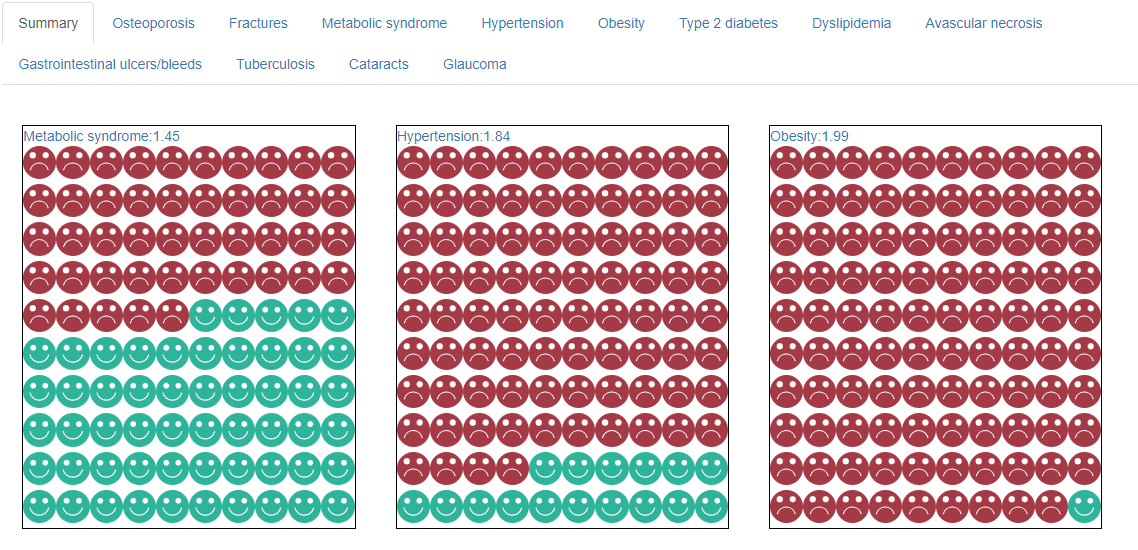 Summary Osteoporosis Fractures Metabolic syndrome Hypertension Obesity Type 2 diabetes Dyslipidemia Avascular necrosis
Gastrointestinal ulcers/bleeds Tuberculosis Cataracts Glaucoma
Metabolic syndrome:1.45
Hypertension:1.84
Obesity:1.99